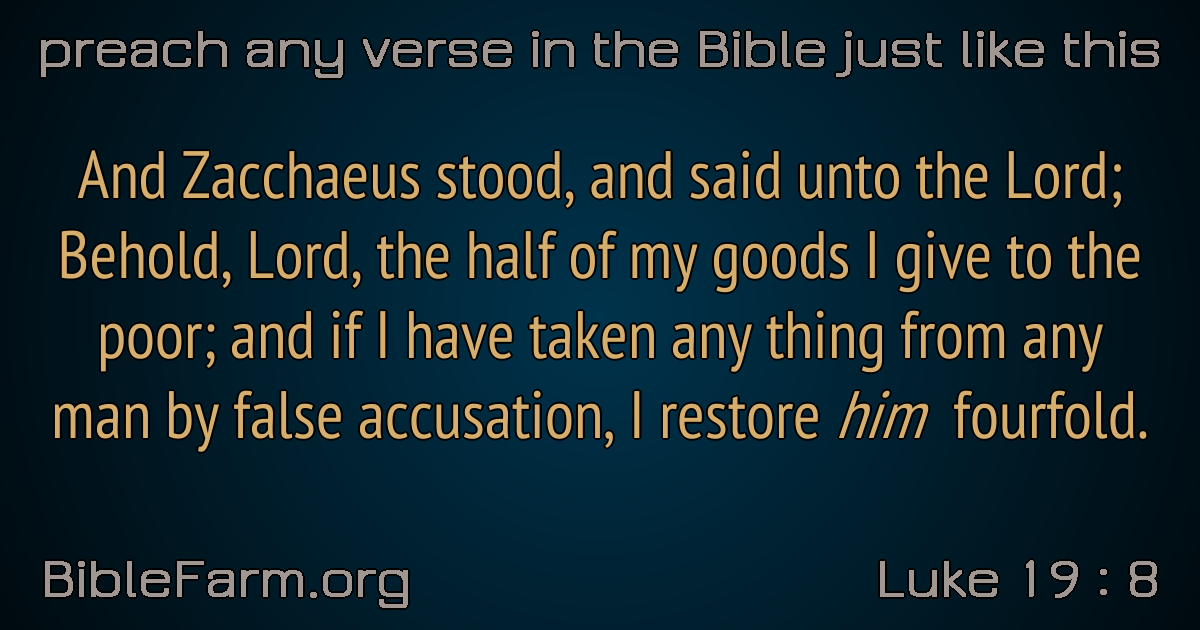 preach any verse in the Bible just like this
And Zacchaeus stood, and said unto the Lord;
Behold, Lord, the half of my goods I give to the
poor; and if I have taken any thing from any
man by false accusation, I restore him fourfold.
BibleFarm.org
Luke 19 : 8